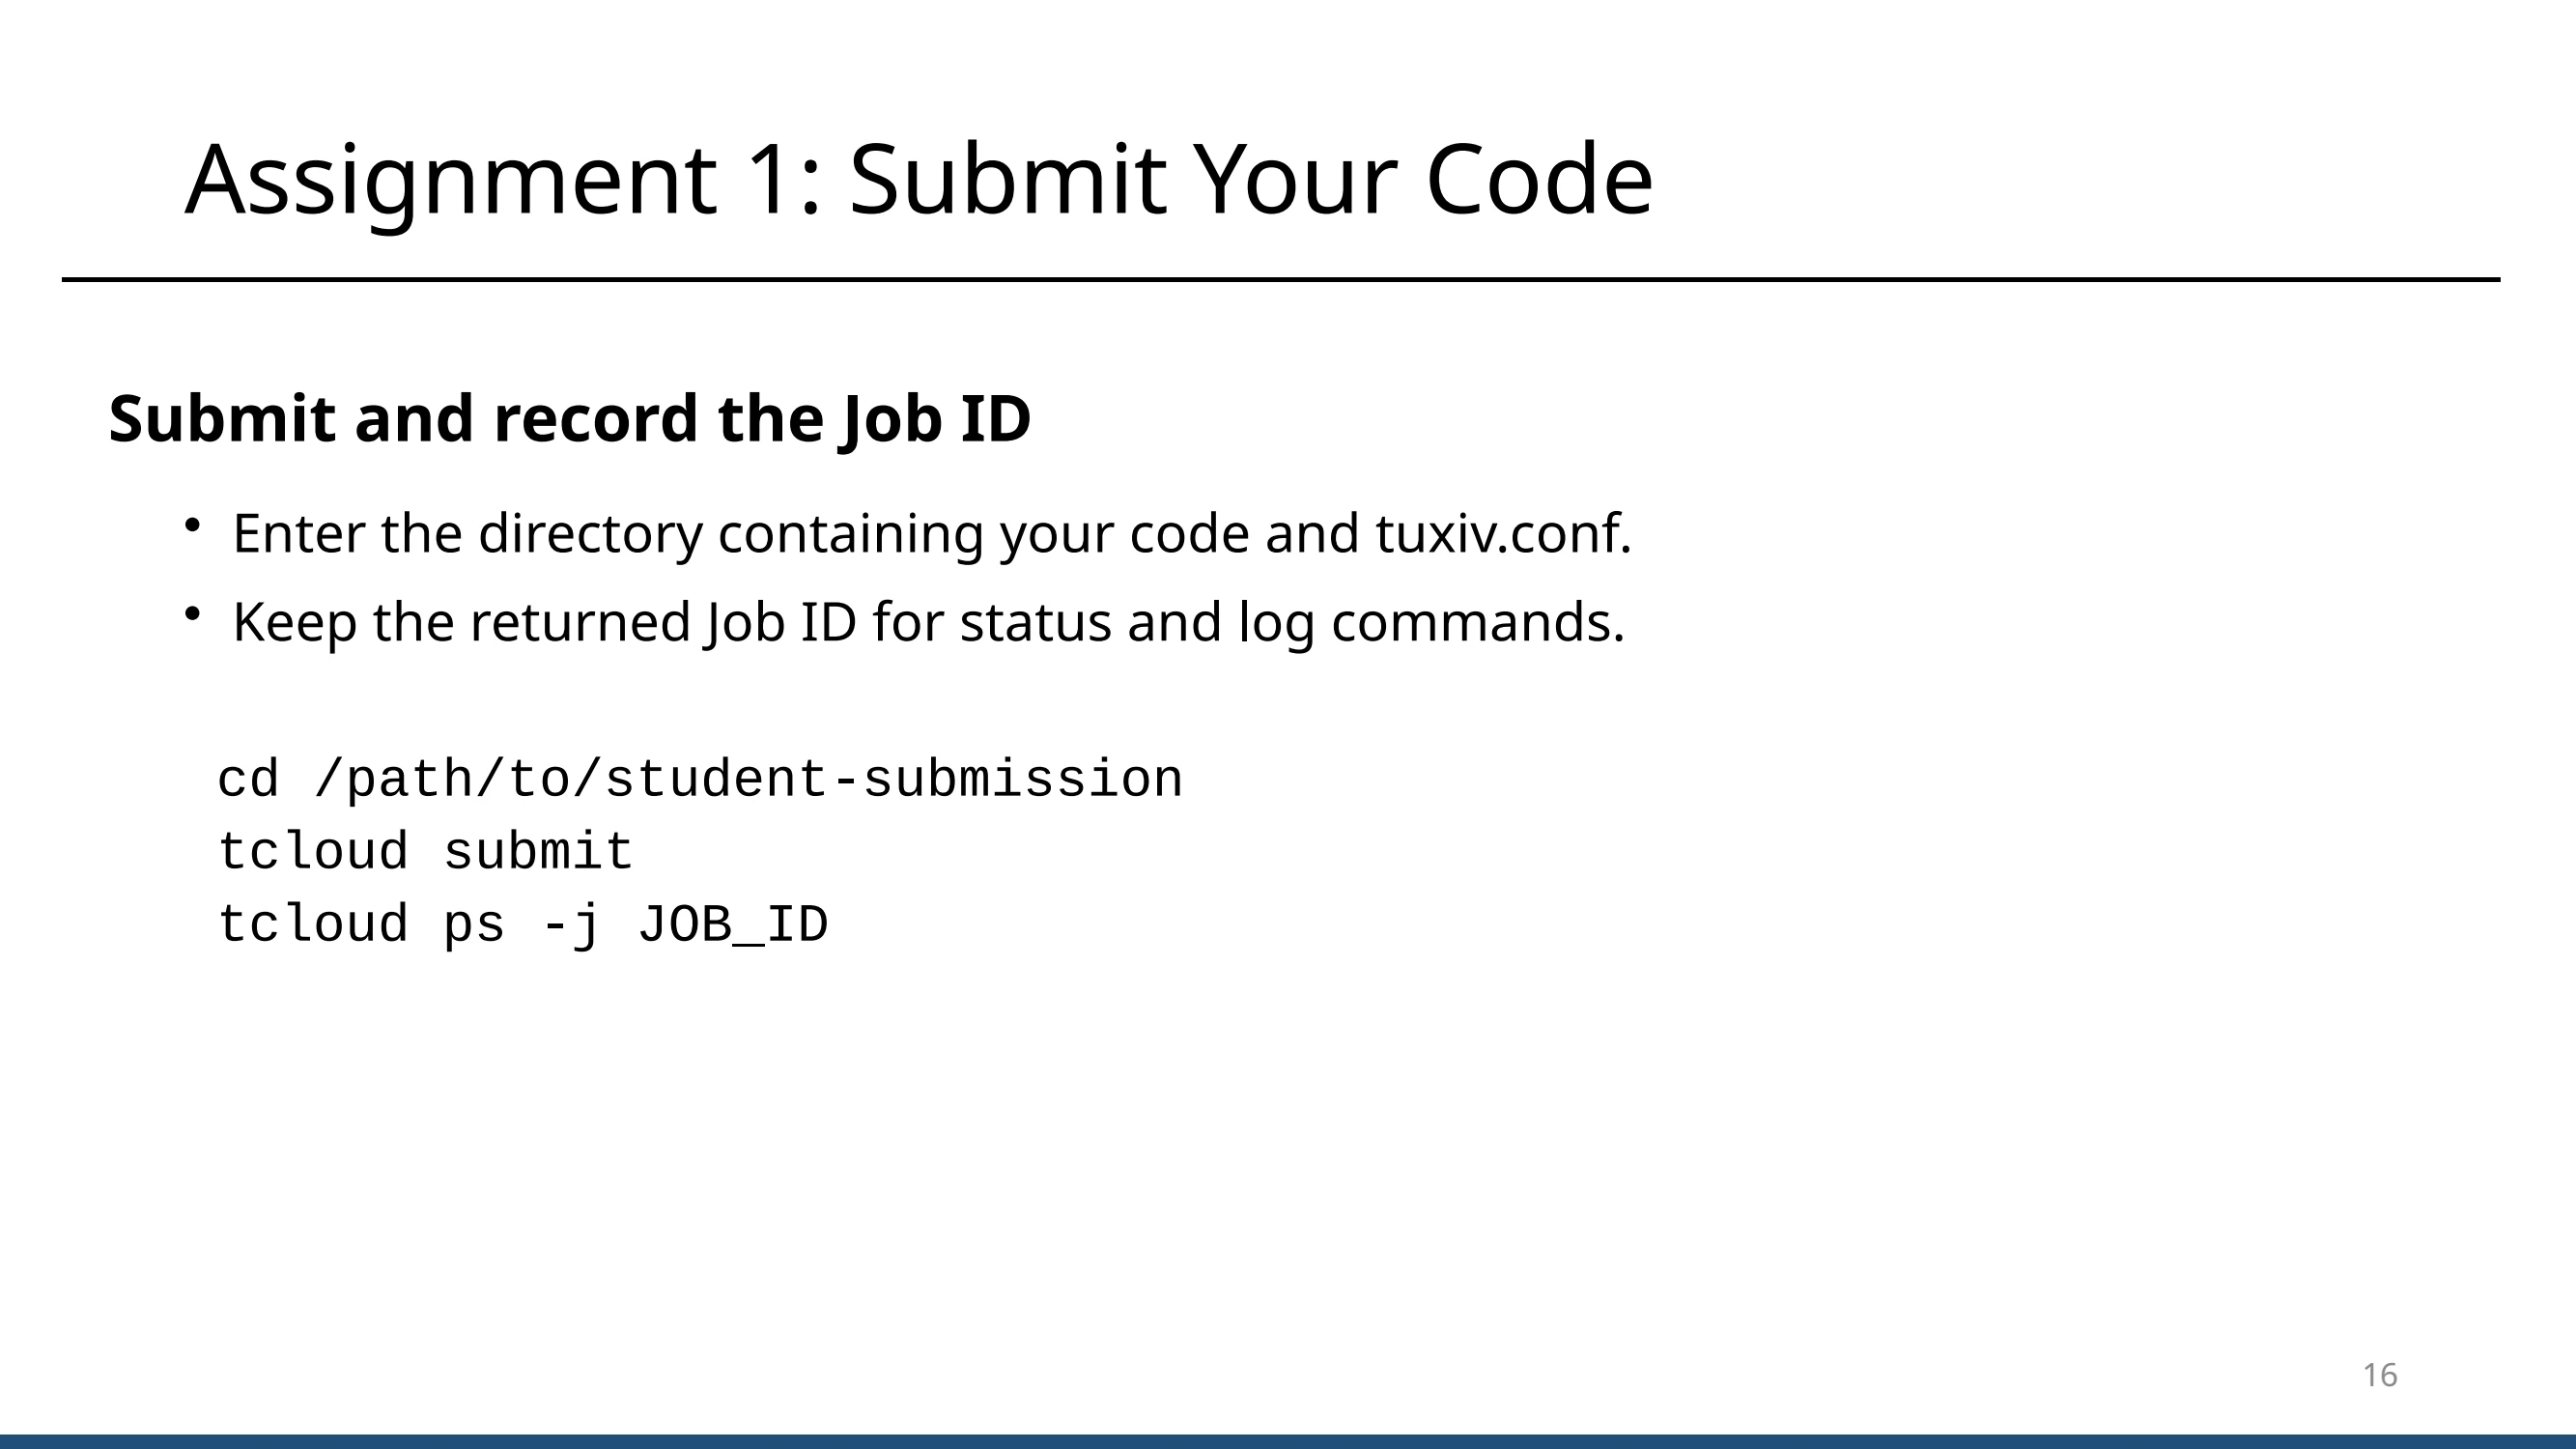 Assignment 1: Submit Your Code
Submit and record the Job ID
• Enter the directory containing your code and tuxiv.conf.
• Keep the returned Job ID for status and log commands.
cd /path/to/student-submission
tcloud submit
tcloud ps -j JOB_ID
16